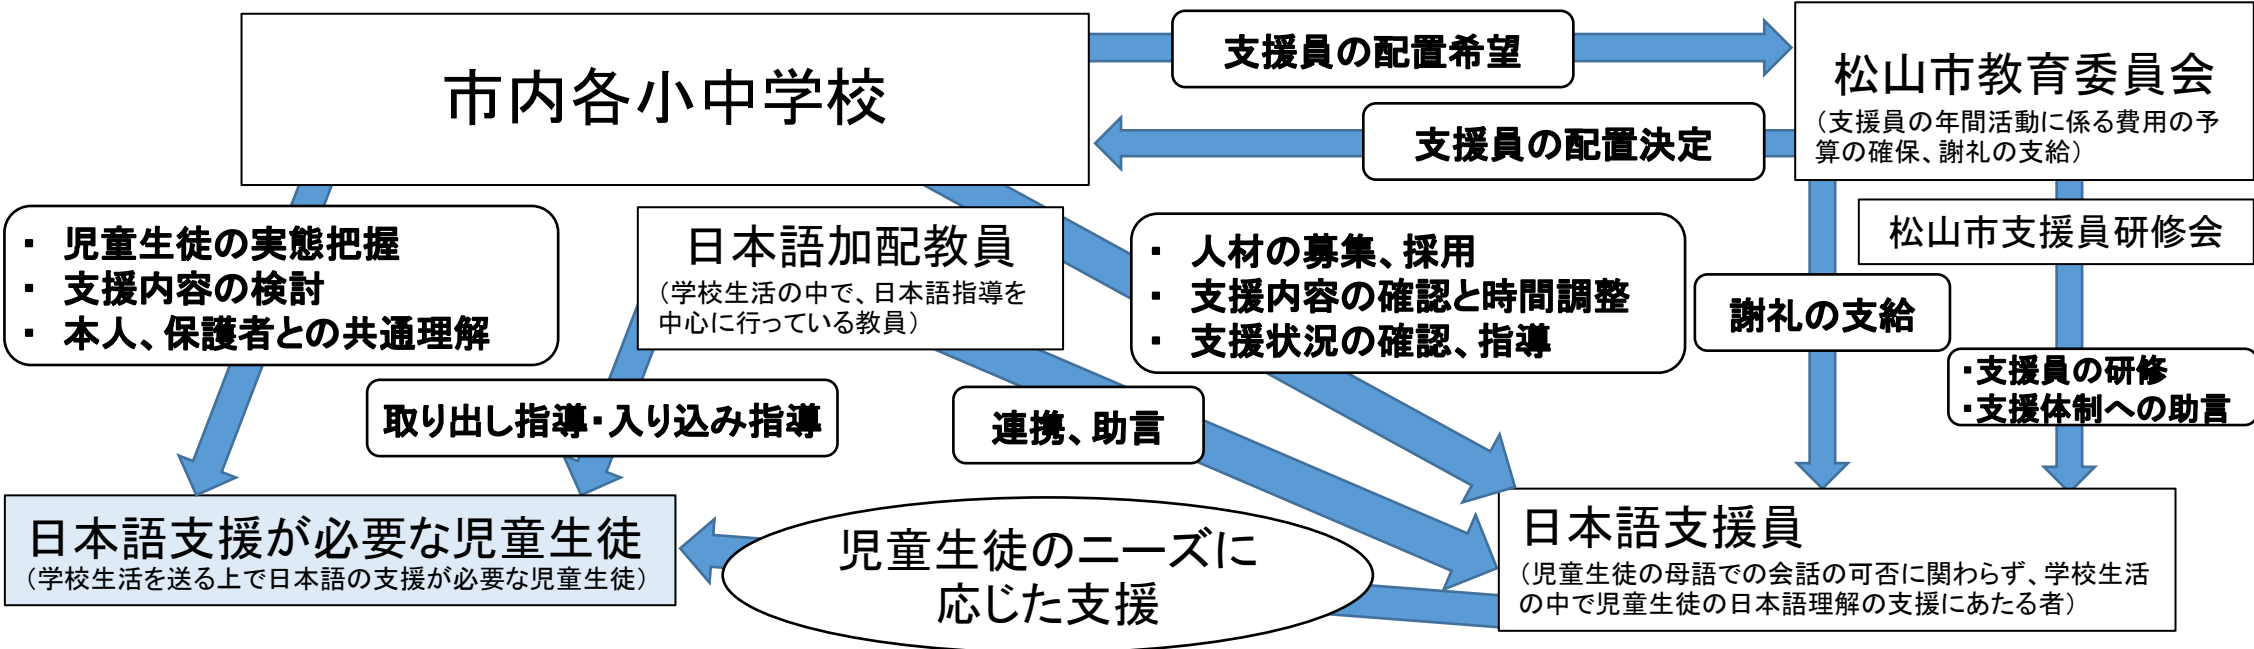 市内各小中学校
支援員の配置希望
松山市教育委員会
(支援員の年間活動に係る費用の予
算の確保、謝礼の支給)
支援員の配置決定
・ 児童生徒の実態把握
・ 支援内容の検討
・ 本人、保護者との共通理解
日本語加配教員
(学校生活の中で、日本語指導を
中心に行っている教員)
・ 人材の募集、採用
・ 支援内容の確認と時間調整
・ 支援状況の確認、指導
松山市支援員研修会
謝礼の支給
・支援員の研修
・支援体制への助言
取り出し指導・入り込み指導
連携、助言
日本語支援が必要な児童生徒
(学校生活を送る上で日本語の支援が必要な児童生徒)
児童生徒のニーズに
応じた支援
日本語支援員
(児童生徒の母語での会話の可否に関わらず、学校生活
の中で児童生徒の日本語理解の支援にあたる者)